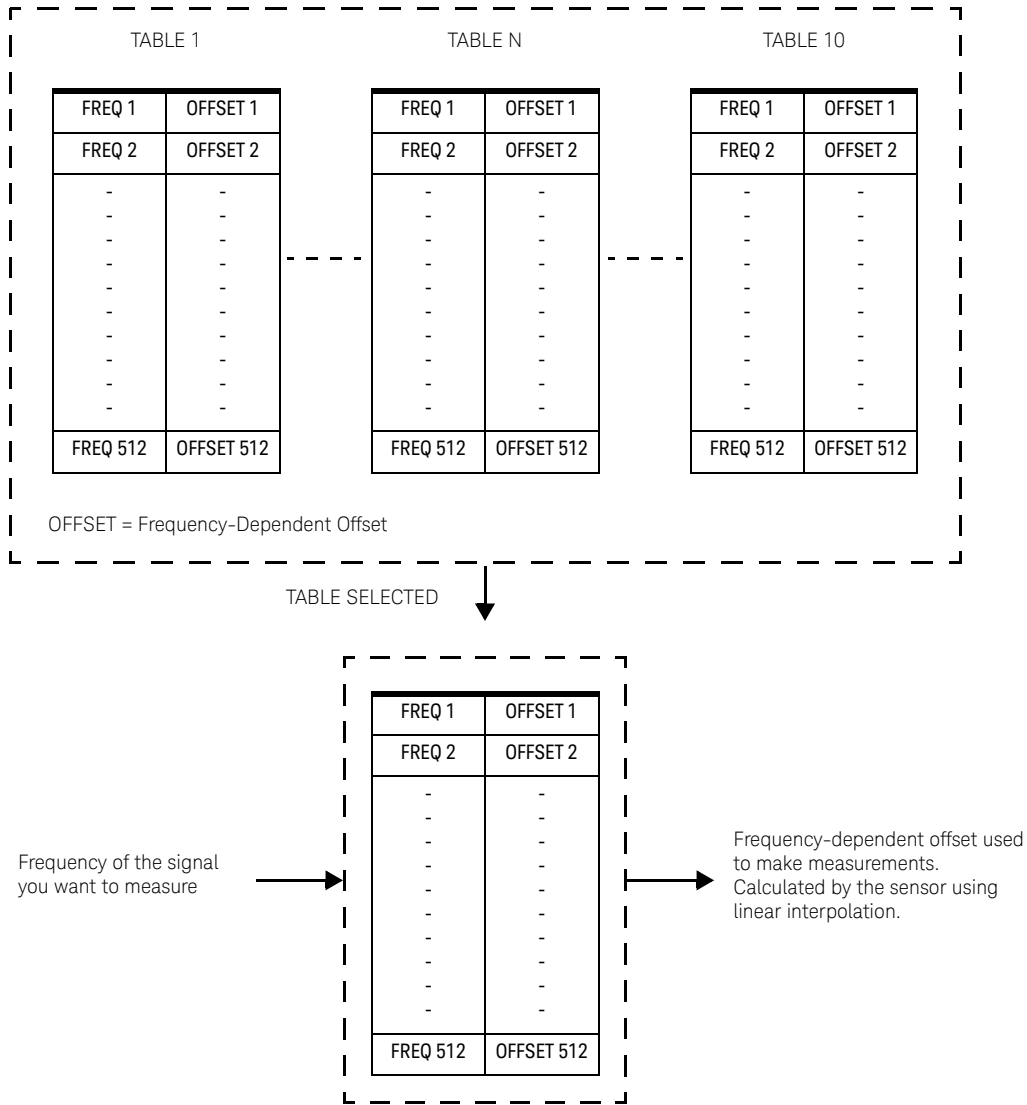 TABLE 1 TABLE N TABLE 10
FREQ 1 OFFSET 1 FREQ 1 OFFSET 1 FREQ 1 OFFSET 1
FREQ 2 OFFSET 2 FREQ 2 OFFSET 2 FREQ 2 OFFSET 2
- - - - - -
- - - - - -
- - - - - -
- - - - - -
- - - - - -
- - - - - -
- - - - - -
- - - - - -
- - - - - -
- - - - - -
FREQ 512 OFFSET 512 FREQ 512 OFFSET 512 FREQ 512 OFFSET 512
OFFSET = Frequency-Dependent Offset
TABLE SELECTED
FREQ 1 OFFSET 1
FREQ 2 OFFSET 2
- -
- -
- -
- -
- -
- -
- -
- -
- -
- -
FREQ 512 OFFSET 512
Frequency of the signal
you want to measure
Frequency-dependent offset used
to make measurements.
Calculated by the sensor using
linear interpolation.